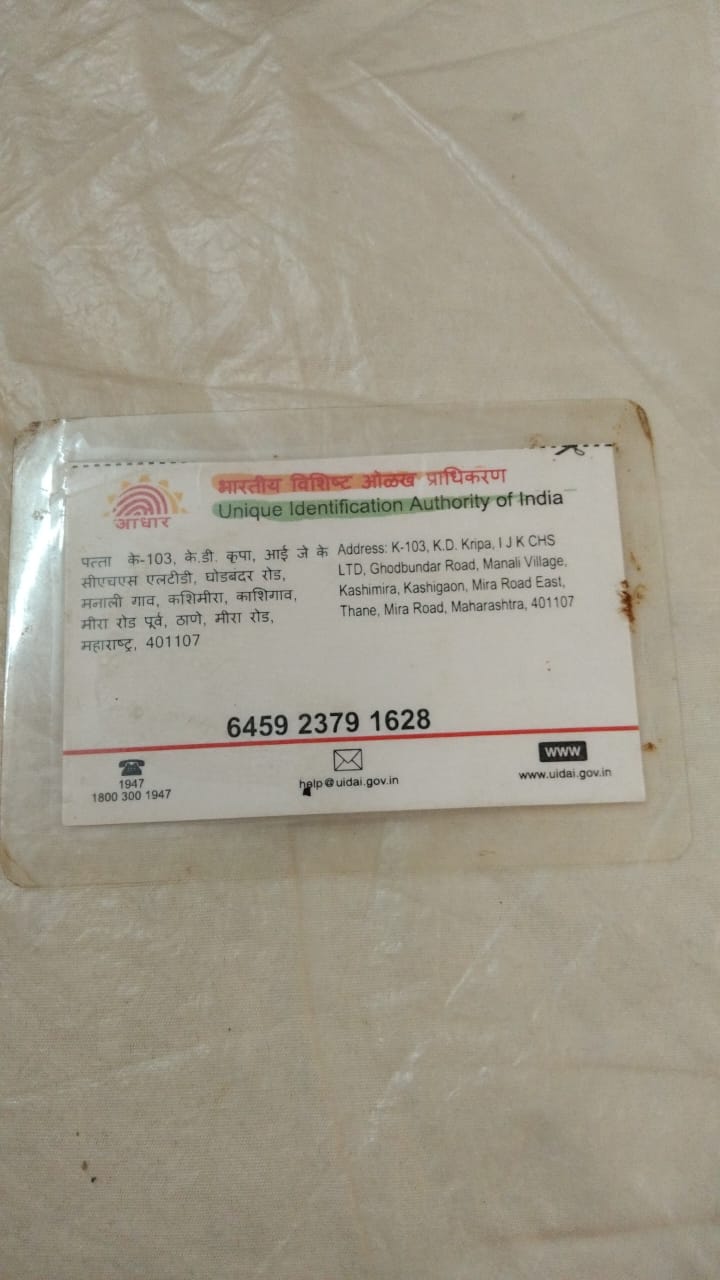 भारतीय विशिष्ट ओळख प्राधिकरण
Unique Identification Authority of India
आधार
पत्ता के-103, के.डी. कृपा, आई जे के
सीएचएस एलटीडी, घोडबंदर रोड,
मनाली गाव, कशिमीरा, काशिगाव,
मीरा रोड पूर्व, ठाणे, मीरा रोड,
महाराष्ट्र, 401107
Address: K-103, K.D. Kripa, I J K CHS
LTD, Ghodbundar Road, Manali Village,
Kashimira, Kashigaon, Mira Road East,
Thane, Mira Road, Maharashtra, 401107
6459 2379 1628
1947
1800 300 1947
help@uidai.gov.in
WWW
www.uidai.gov.in